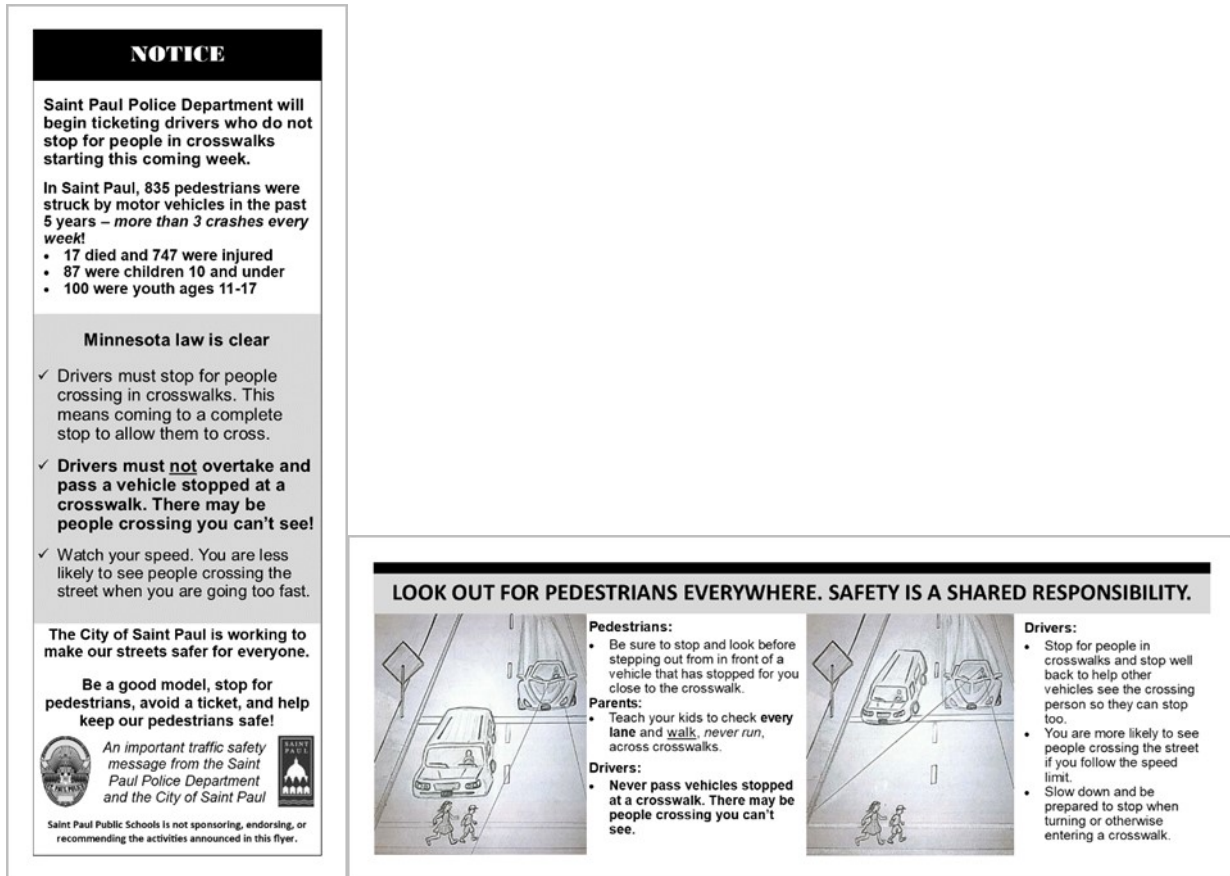 NOTICE
Saint Paul Police Department will
begin ticketing drivers who do not
stop for people in crosswalks
starting this coming week.
In Saint Paul, 835 pedestrians were
struck by motor vehicles in the past
5 years – more than 3 crashes every
week!
• 17 died and 747 were injured
• 87 were children 10 and under
• 100 were youth ages 11-17
Minnesota law is clear
✓ Drivers must stop for people
crossing in crosswalks. This
means coming to a complete
stop to allow them to cross.
✓ Drivers must not overtake and
pass a vehicle stopped at a
crosswalk. There may be
people crossing you can't see!
✓ Watch your speed. You are less
likely to see people crossing the
street when you are going too fast.
The City of Saint Paul is working to
make our streets safer for everyone.
Be a good model, stop for
pedestrians, avoid a ticket, and help
keep our pedestrians safe!
An important traffic safety
message from the Saint
Paul Police Department
and the City of Saint Paul
SAINT
PAUL
Saint Paul Public Schools is not sponsoring, endorsing, or
recommending the activities announced in this flyer.
LOOK OUT FOR PEDESTRIANS EVERYWHERE. SAFETY IS A SHARED RESPONSIBILITY.
Pedestrians:
• Be sure to stop and look before
stepping out from in front of a
vehicle that has stopped for you
close to the crosswalk.
Parents:
• Teach your kids to check every
lane and walk, never run,
across crosswalks.
Drivers:
• Never pass vehicles stopped
at a crosswalk. There may be
people crossing you can't
see.
Drivers:
• Stop for people in
crosswalks and stop well
back to help other
vehicles see the crossing
person so they can stop
too.
• You are more likely to see
people crossing the street
if you follow the speed
limit.
• Slow down and be
prepared to stop when
turning or otherwise
entering a crosswalk.